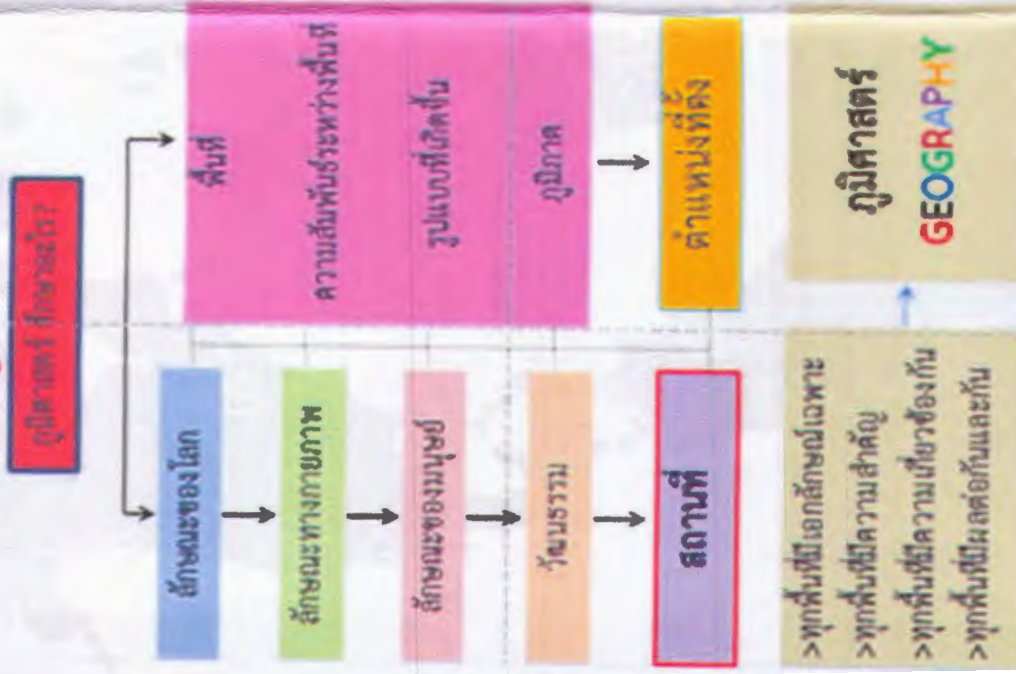 ภูมิศาสตร์ ศึกษาอะไร?
ลักษณะของโลก
ลักษณะทางกายภาพ
ลักษณะของมนุษย์
วัฒนธรรม
สถานที่
พื้นที่
ความสัมพันธ์ระหว่างพื้นที่
รูปแบบที่เกิดขึ้น
ภูมิภาค
ตำแหน่งที่ตั้ง
>ทุกพื้นที่มีเอกลักษณ์เฉพาะ
>ทุกพื้นที่มีความสำคัญ
>ทุกพื้นที่มีความเกี่ยวข้องกัน
>ทุกพื้นที่มีผลต่อกันและกัน
ภูมิศาสตร์
GEOGRAPHY